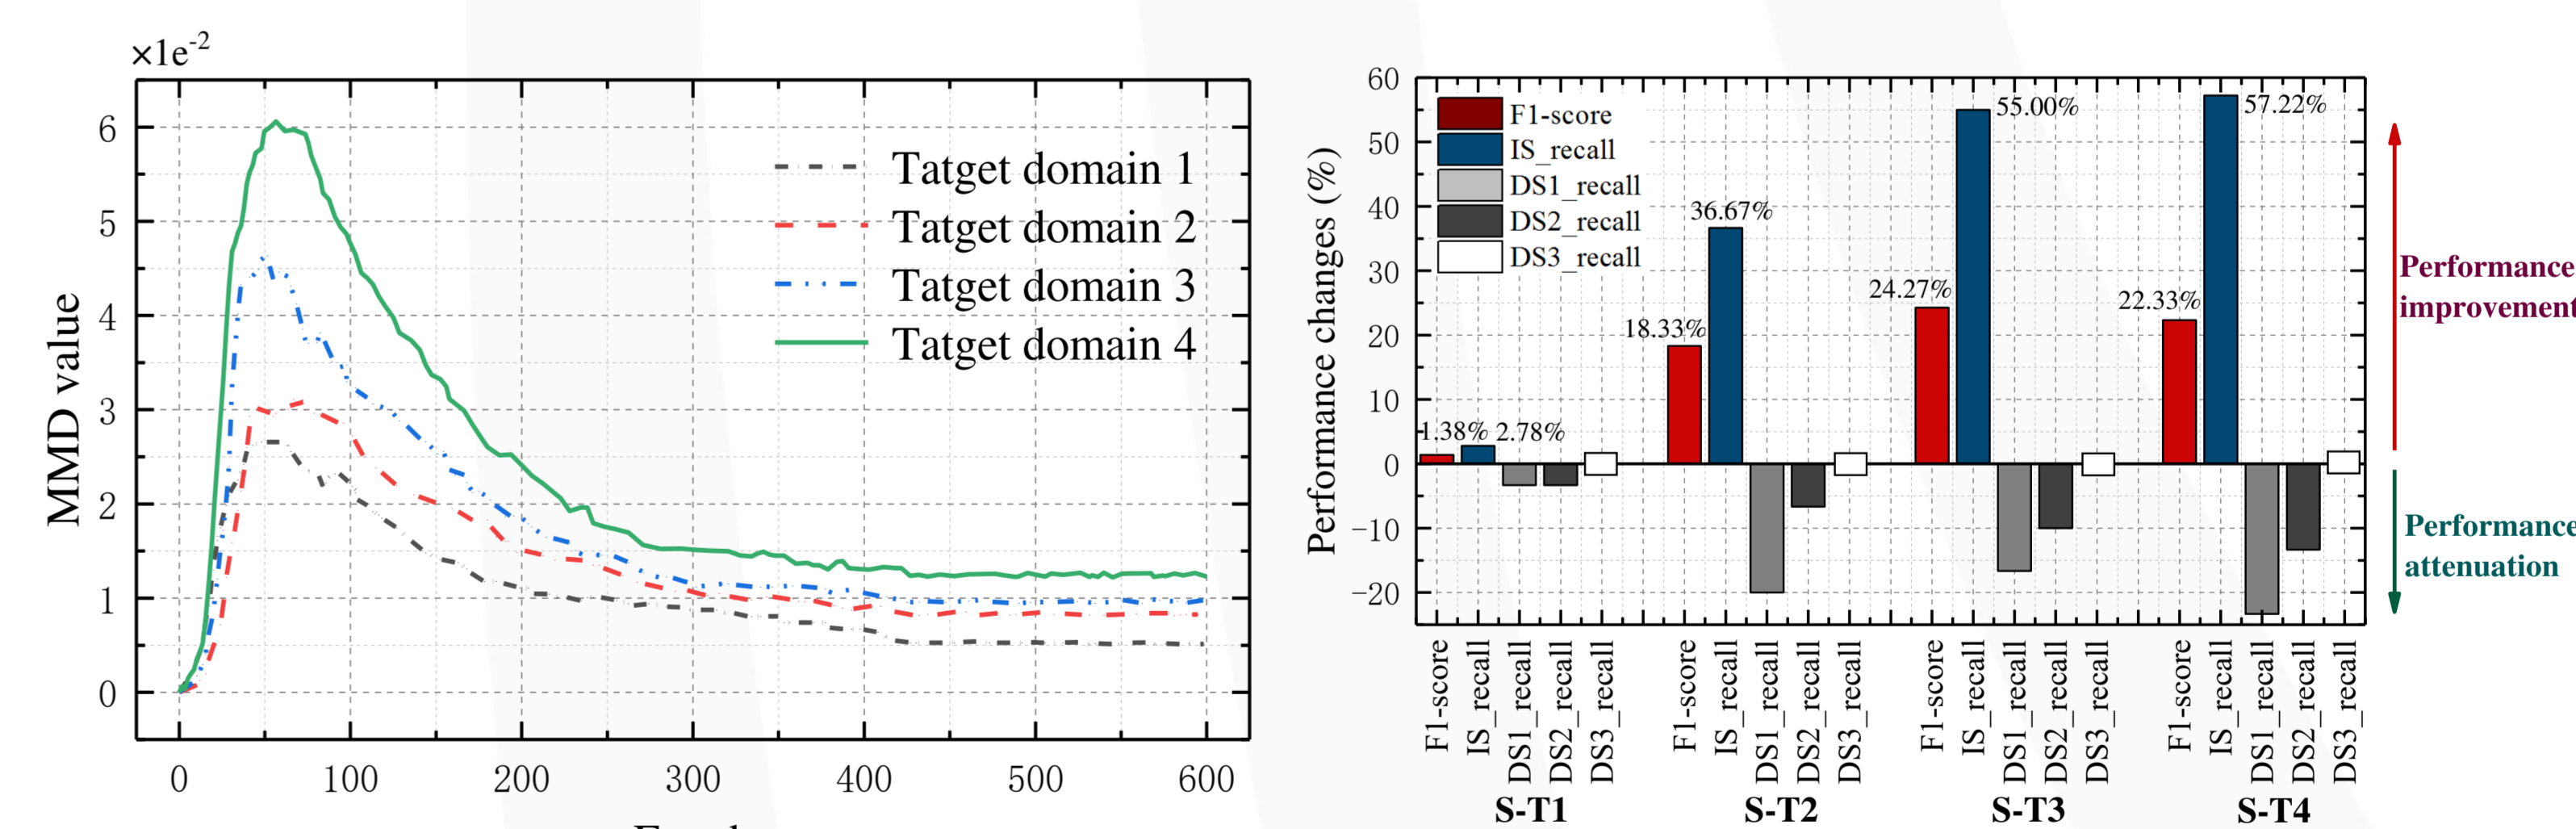 ×1e-2
6
5
4
3
2
1
0
MMD value
Tatget domain 1
Tatget domain 2
Tatget domain 3
Tatget domain 4
0 100 200 300 400 500 600
60
50
40
30
20
10
0
−10
−20
Performance changes (%)
F1-score
IS_recall
DS1_recall
DS2_recall
DS3_recall
1.38% 2.78%
18.33%
36.67%
24.27%
55.00%
22.33%
57.22%
Performance
improvement
Performance
attenuation
F1-score
IS_recall
DS1_recall
DS2_recall
DS3_recall
F1-score
IS_recall
DS1_recall
DS2_recall
DS3_recall
F1-score
IS_recall
DS1_recall
DS2_recall
DS3_recall
F1-score
IS_recall
DS1_recall
DS2_recall
DS3_recall
S-T1 S-T2 S-T3 S-T4